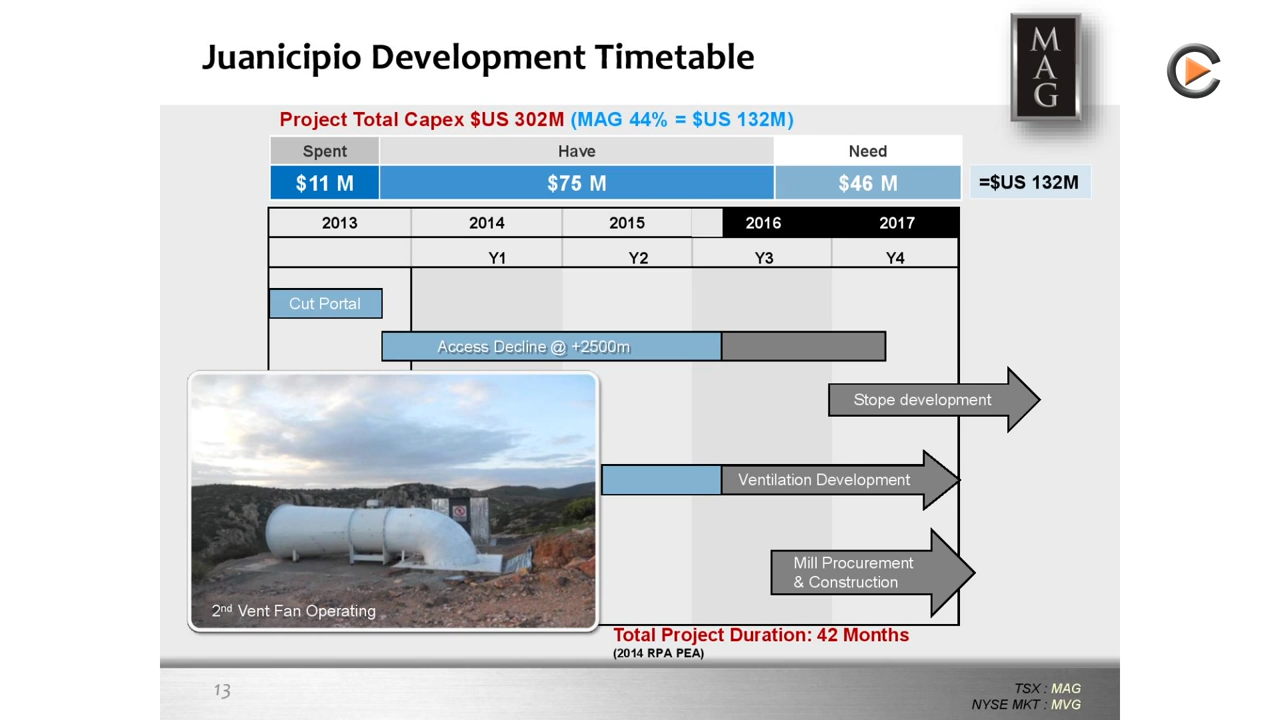 Juanicipio Development Timetable
M
A
G
Project Total Capex $US 302M (MAG 44% = $US 132M)
Spent Have Need
$11 M $75 M $46 M =$US 132M
2013 2014 2015 2016 2017
Y1 Y2 Y3 Y4
Cut Portal
Access Decline @ +2500m
Stope development
Ventilation Development
Mill Procurement
& Construction
2nd Vent Fan Operating
Total Project Duration: 42 Months
(2014 RPA PEA)
13
TSX : MAG
NYSE MKT : MVG